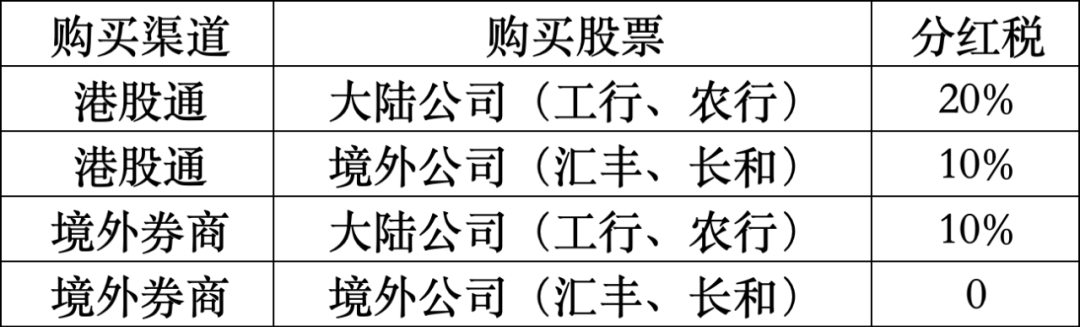 购买渠道 购买股票 分红税
港股通 大陆公司（工行、农行） 20%
港股通 境外公司（汇丰、长和） 10%
境外券商 大陆公司（工行、农行） 10%
境外券商 境外公司（汇丰、长和） 0